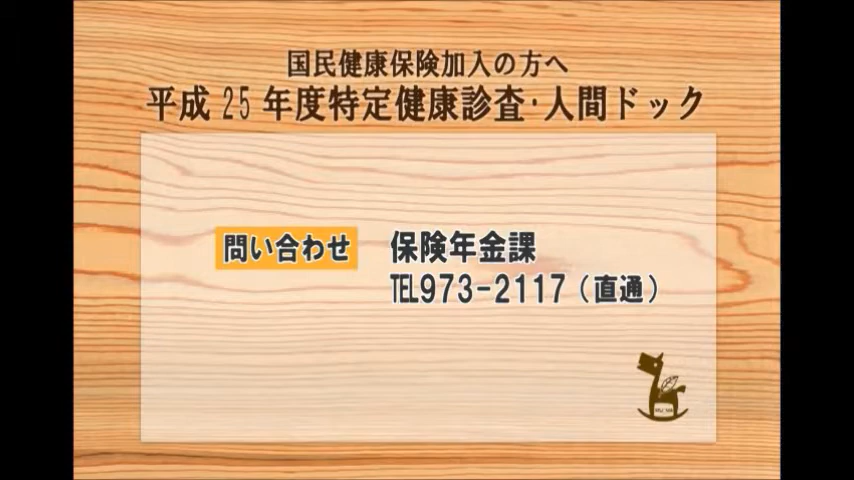 国民健康保険加入の方へ
平成 25 年度特定健康診査・人間ドック
問い合わせ 保険年金課
℡973-2117（直通）